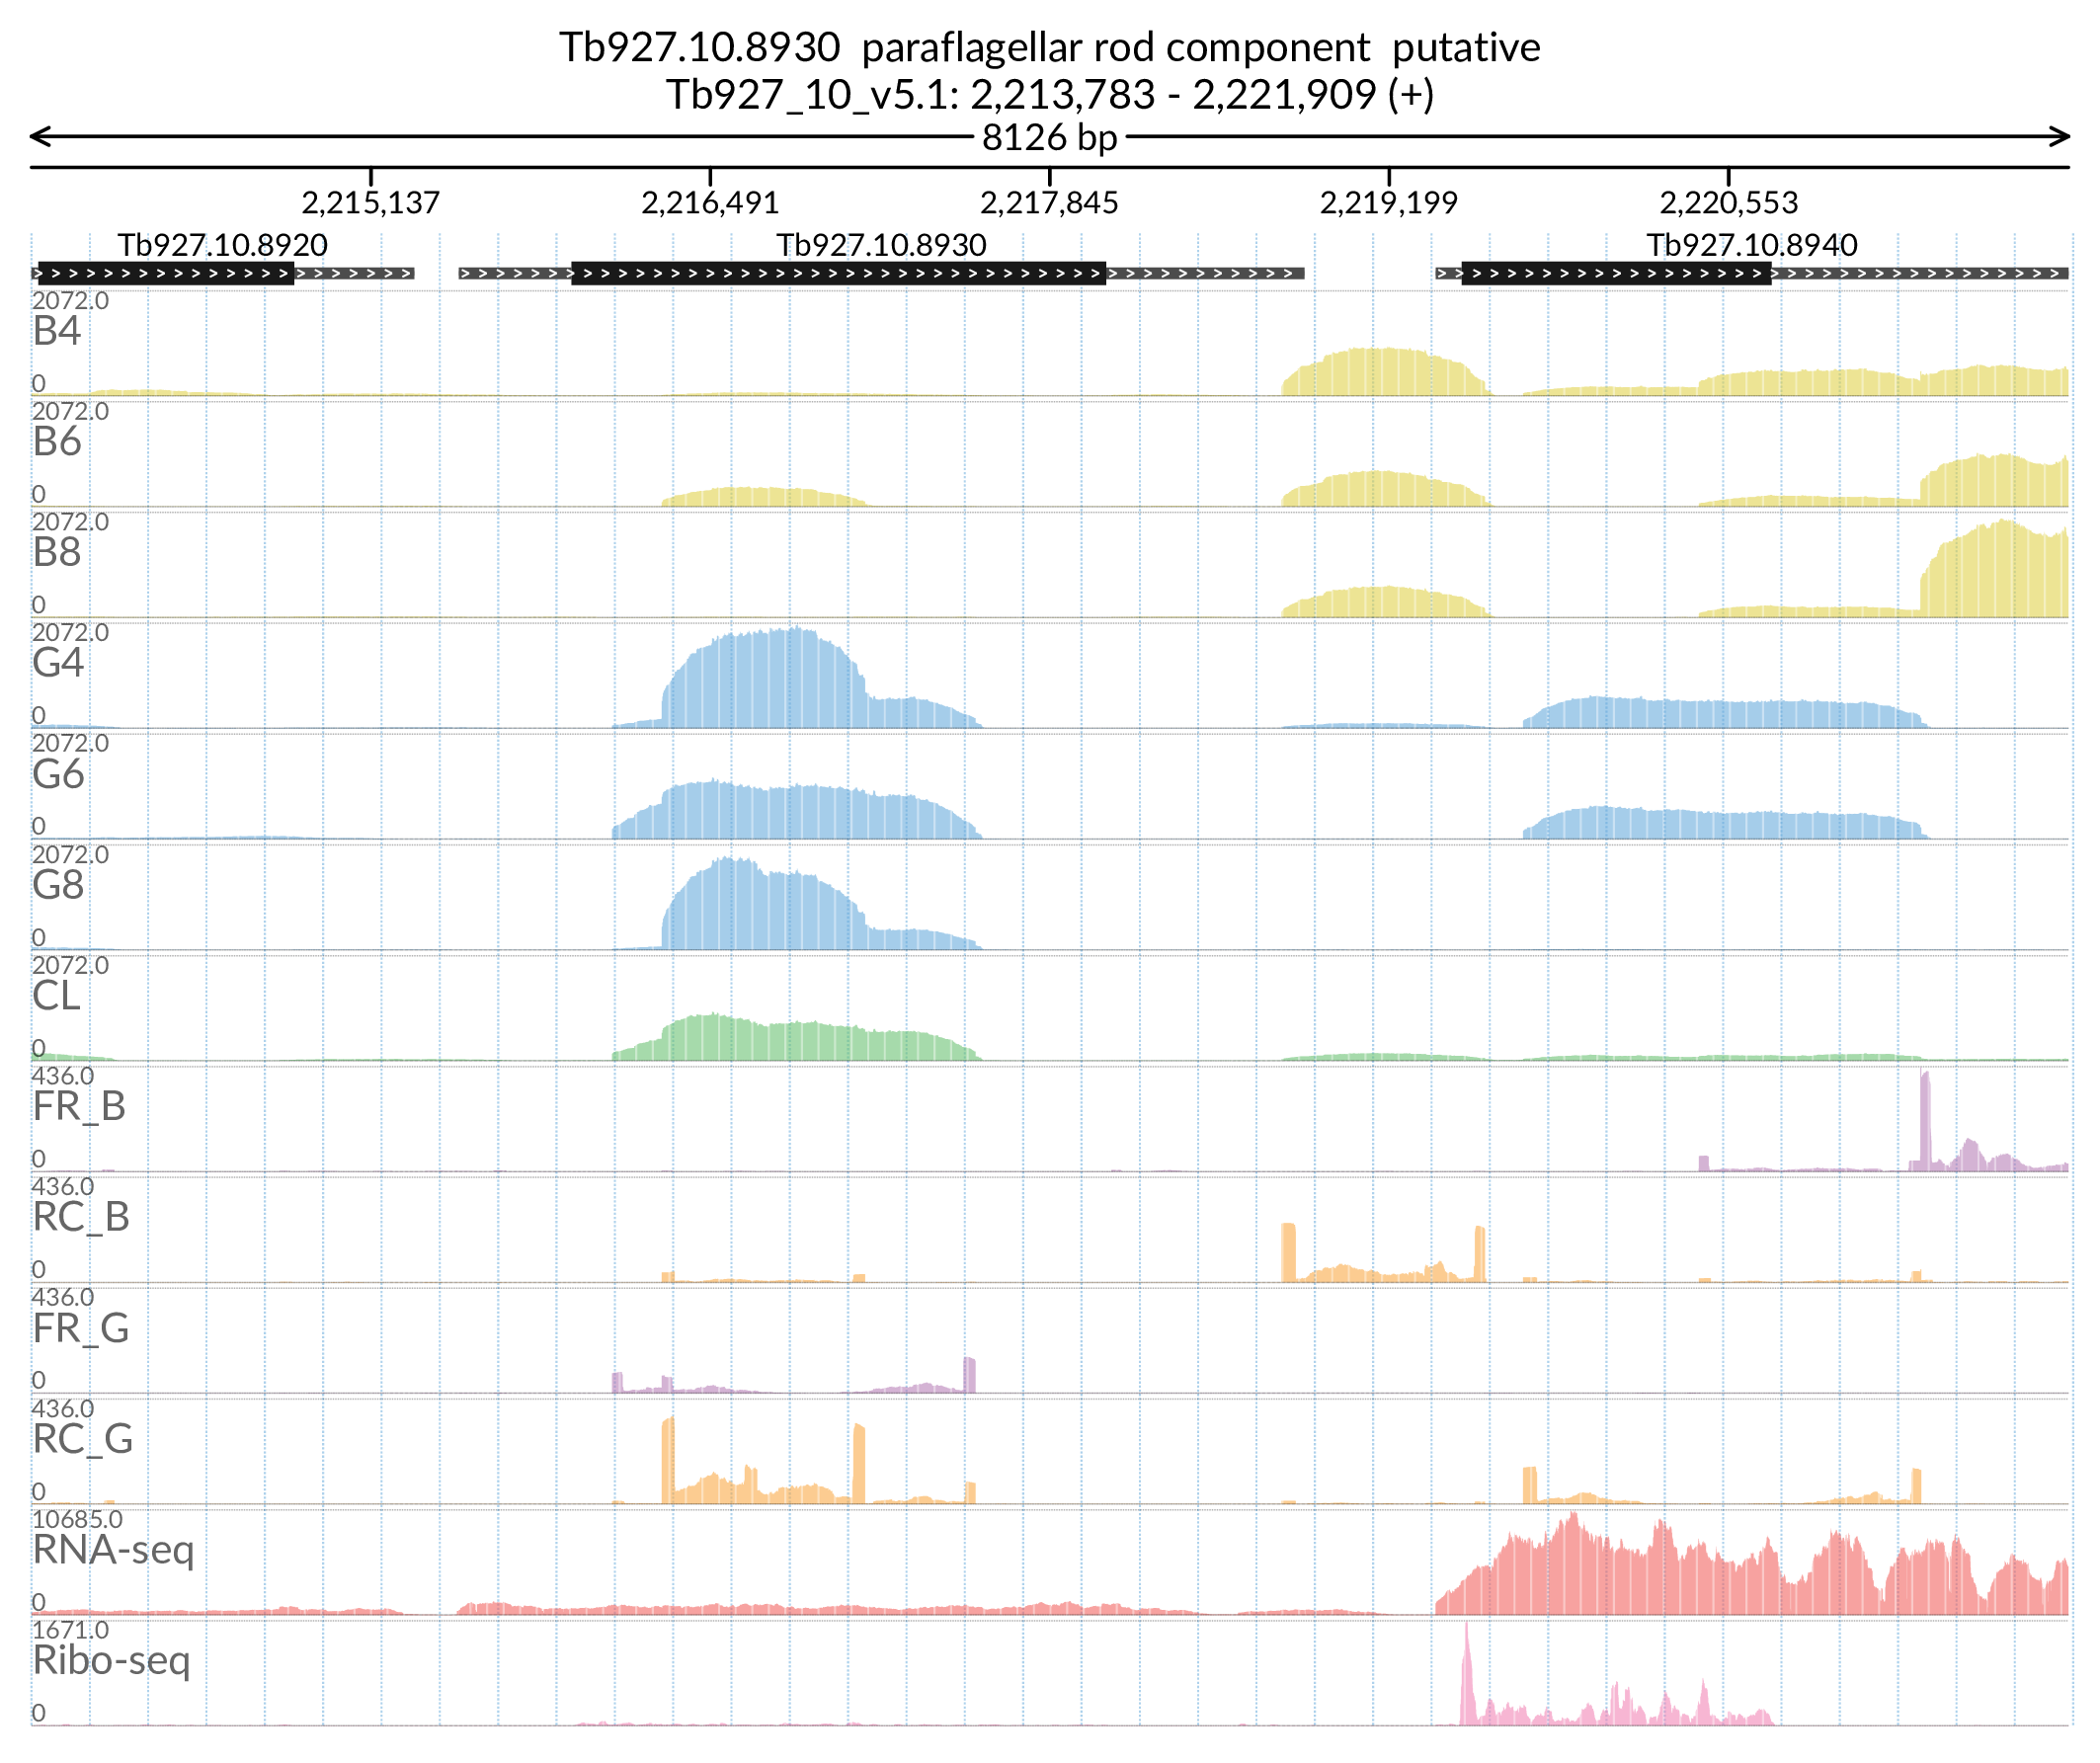 Tb927.10.8930  paraflagellar rod component  putative
Tb927_10_v5.1: 2,213,783 - 2,221,909 (+)
8126 bp
2,215,137 2,216,491 2,217,845 2,219,199 2,220,553
Tb927.10.8920 Tb927.10.8930 Tb927.10.8940
2072.0
B4
0
2072.0
B6
0
2072.0
B8
0
2072.0
G4
0
2072.0
G6
0
2072.0
G8
0
2072.0
CL
0
436.0
FR_B
0
436.0
RC_B
0
436.0
FR_G
0
436.0
RC_G
0
10685.0
RNA-seq
0
1671.0
Ribo-seq
0